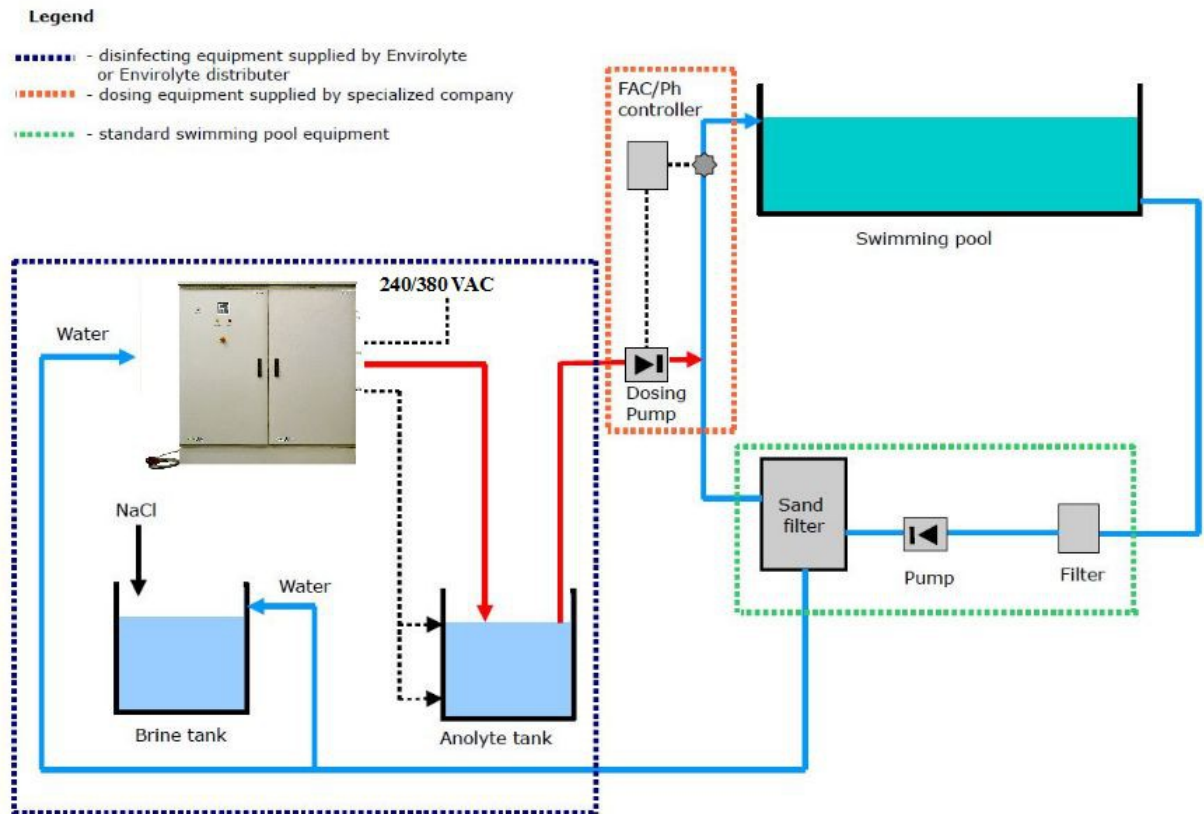 Legend
- disinfecting equipment supplied by Envirolyte
or Envirolyte distributer
- dosing equipment supplied by specialized company
- standard swimming pool equipment
FAC/Ph
controller
Swimming pool
240/380 VAC
Water
Dosing
Pump
Sand
filter
NaCl
Pump
Filter
Water
Brine tank
Anolyte tank